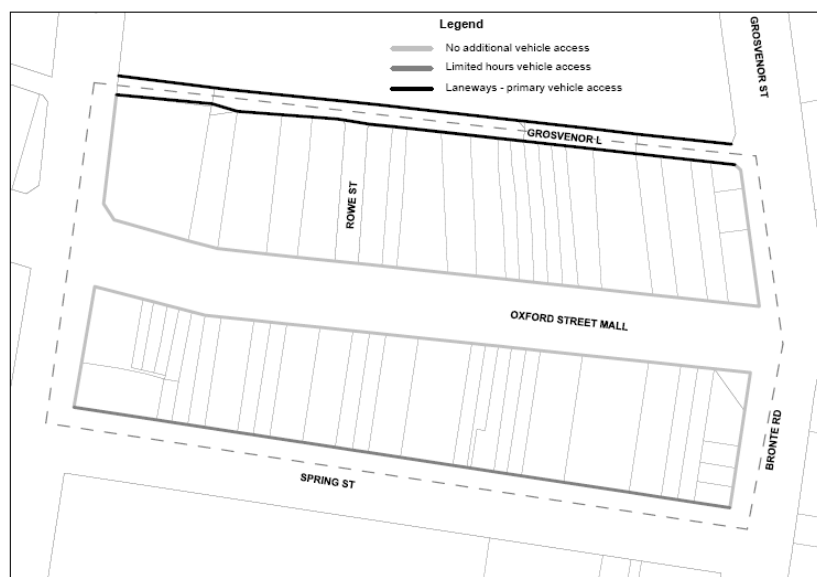 Legend
No additional vehicle access
Limited hours vehicle access
Laneways - primary vehicle access
GROSVENOR ST
GROSVENOR L
ROWE ST
OXFORD STREET MALL
BRONTE RD
SPRING ST